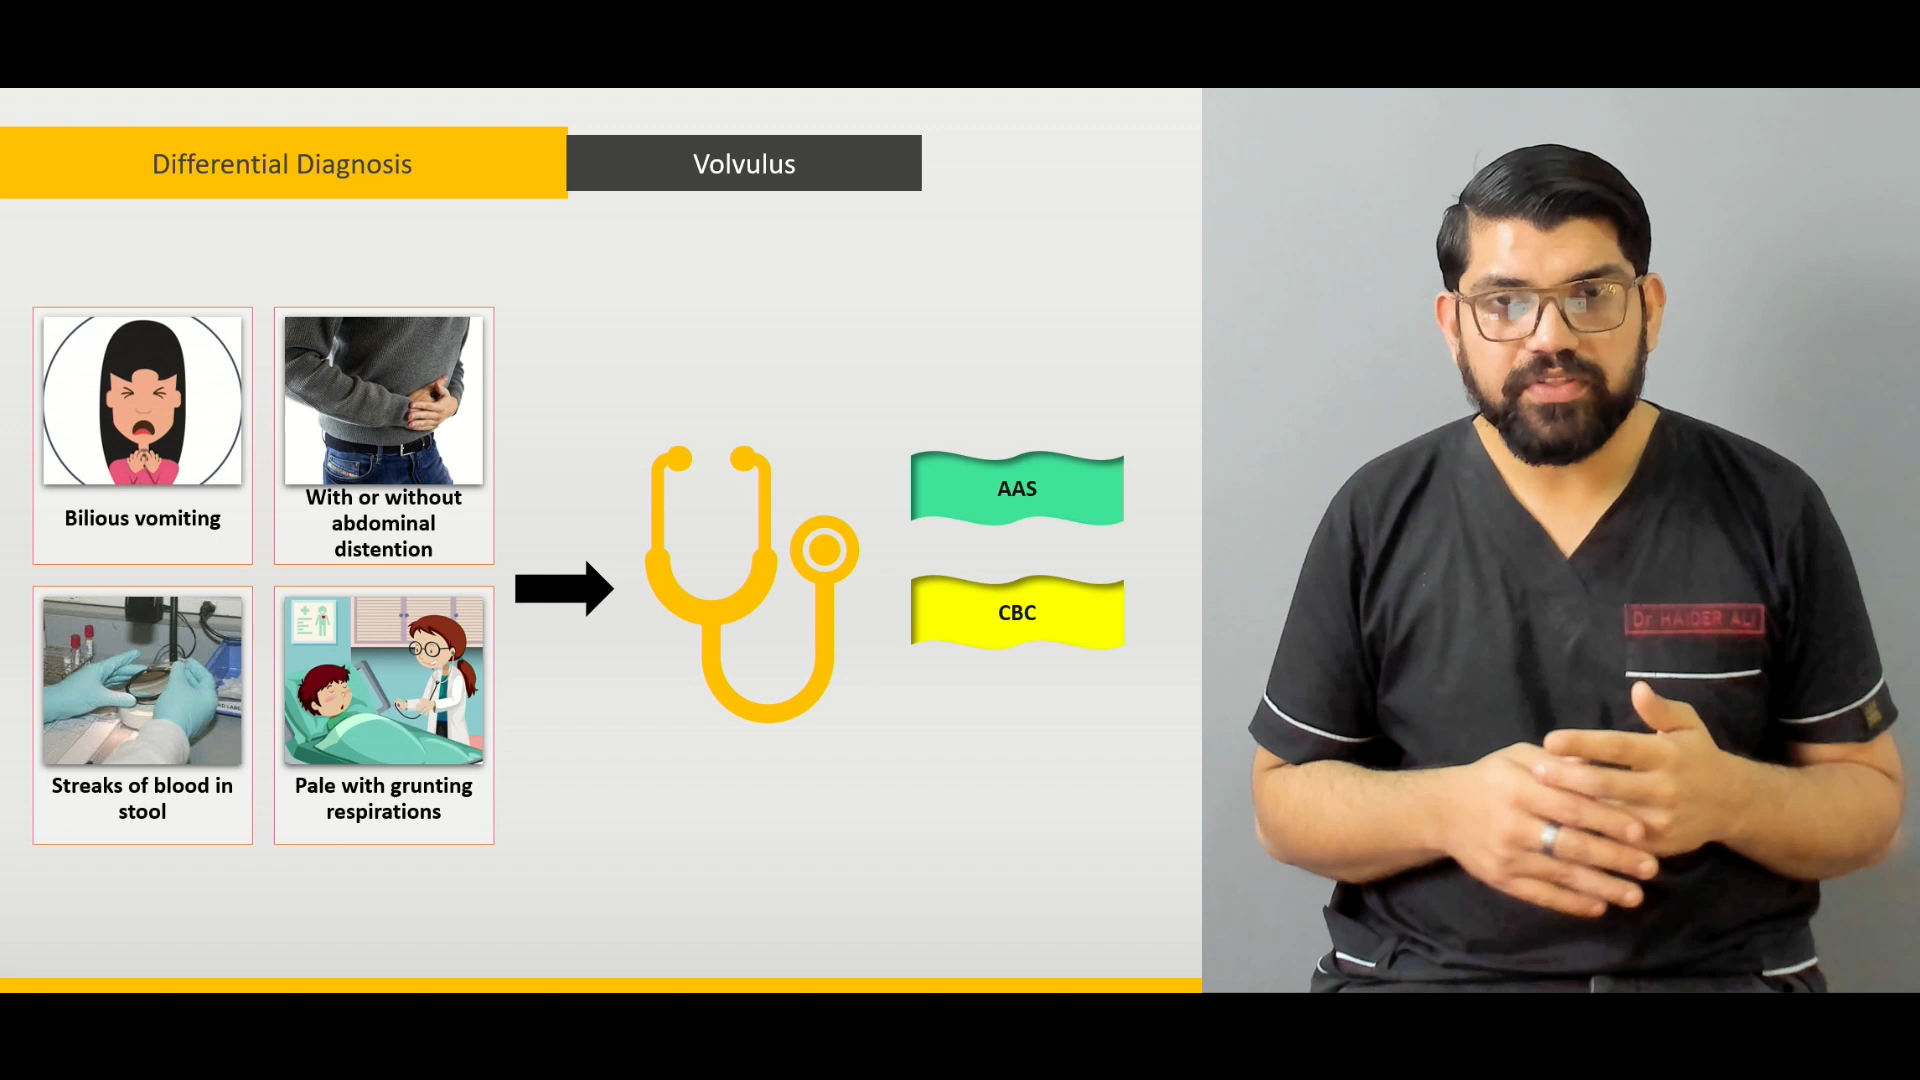 Differential Diagnosis
Volvulus
Bilious vomiting
With or without
abdominal
distention
Streaks of blood in
stool
Pale with grunting
respirations
AAS
CBC
Dr HAIDER ALI